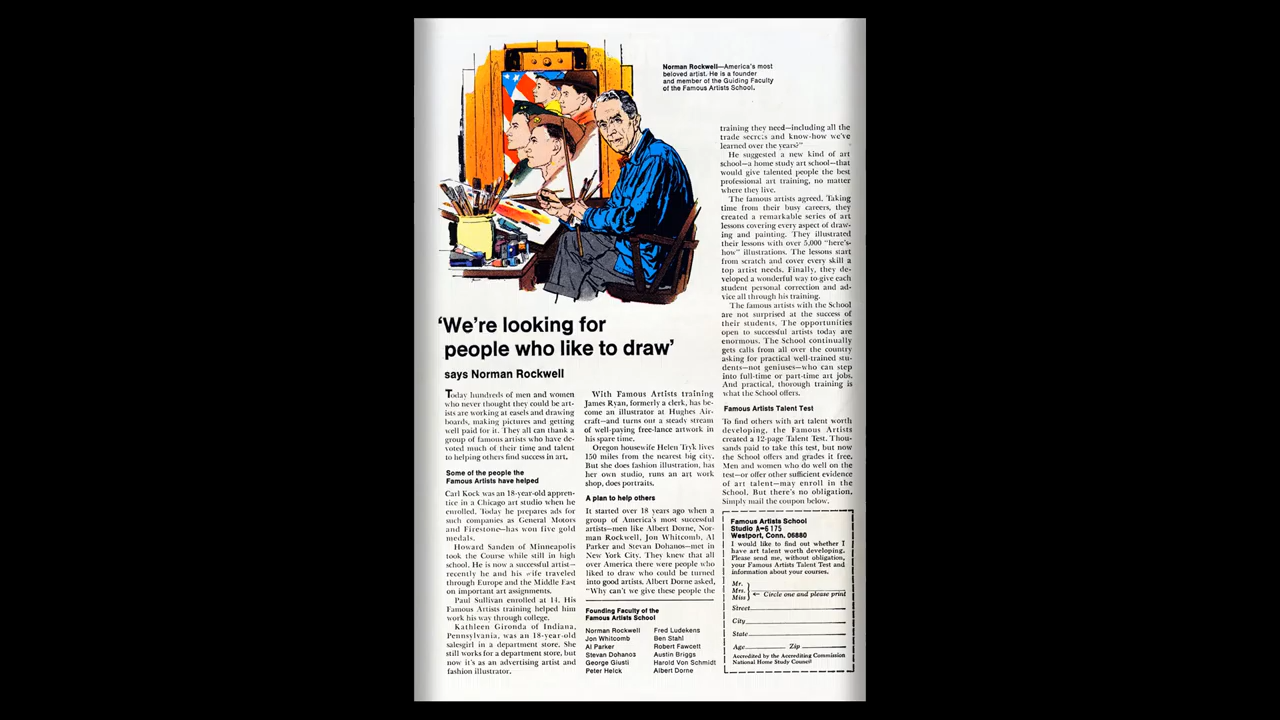 Norman Rockwell—America's most
beloved artist. He is a founder
and member of the Guiding Faculty
of the Famous Artists School.
'We're looking for
people who like to draw'
says Norman Rockwell
Today hundreds of men and women
who never thought they could be art-
ists are working at easels and drawing
boards, making pictures and getting
well paid for it. They all can thank a
group of famous artists who have de-
voted much of their time and talent
to helping others find success in art.
Some of the people the
Famous Artists have helped
Carl Kock was an 18-year-old appren-
tice in a Chicago art studio when he
enrolled. Today he prepares ads for
such companies as General Motors
and Firestone—has won five gold
medals.
Howard Sanden of Minneapolis
took the Course while still in high
school. He is now a successful artist—
recently he and his wife traveled
through Europe and the Middle East
on important art assignments.
Paul Sullivan enrolled at 14. His
Famous Artists training helped him
work his way through college.
Kathleen Gironda of Indiana,
Pennsylvania, was an 18-year-old
salesgirl in a department store. She
still works for a department store, but
now it's as an advertising artist and
fashion illustrator.
With Famous Artists training
James Ryan, formerly a clerk, has be-
come an illustrator at Hughes Air-
craft—and turns out a steady stream
of well-paying free-lance artwork in
his spare time.
Oregon housewife Helen Tryk lives
150 miles from the nearest big city.
But she does fashion illustration, has
her own studio, runs an art work
shop, does portraits.
A plan to help others
It started over 18 years ago when a
group of America's most successful
artists—men like Albert Dorne, Nor-
man Rockwell, Jon Whitcomb, Al
Parker and Stevan Dohanos—met in
New York City. They knew that all
over America there were people who
liked to draw who could be turned
into good artists. Albert Dorne asked,
"Why can't we give these people the
Founding Faculty of the
Famous Artists School
Norman Rockwell Fred Ludekens
Jon Whitcomb Ben Stahl
Al Parker Robert Fawcett
Stevan Dohanos Austin Briggs
George Giusti Harold Von Schmidt
Peter Helck Albert Dorne
training they need—including all the
trade secrets and know-how we've
learned over the years?"
He suggested a new kind of art
school—a home study art school—that
would give talented people the best
professional art training, no matter
where they live.
The famous artists agreed. Taking
time from their busy careers, they
created a remarkable series of art
lessons covering every aspect of draw-
ing and painting. They illustrated
their lessons with over 5,000 "here's-
how" illustrations. The lessons start
from scratch and cover every skill a
top artist needs. Finally, they de-
veloped a wonderful way to give each
student personal correction and ad-
vice all through his training.
The famous artists with the School
are not surprised at the success of
their students. The opportunities
open to successful artists today are
enormous. The School continually
gets calls from all over the country
asking for practical well-trained stu-
dents—not geniuses—who can step
into full-time or part-time art jobs.
And practical, thorough training is
what the School offers.
Famous Artists Talent Test
To find others with art talent worth
developing, the Famous Artists
created a 12-page Talent Test. Thou-
sands paid to take this test, but now
the School offers and grades it free.
Men and women who do well on the
test—or offer other sufficient evidence
of art talent—may enroll in the
School. But there's no obligation.
Simply mail the coupon below.
Famous Artists School
Studio A-6175
Westport, Conn. 06880
I would like to find out whether I
have art talent worth developing.
Please send me, without obligation,
your Famous Artists Talent Test and
information about your courses.
Mr.
Mrs.
Miss ← Circle one and please print
Street
City
State
Age Zip
Accredited by the Accrediting Commission
National Home Study Council